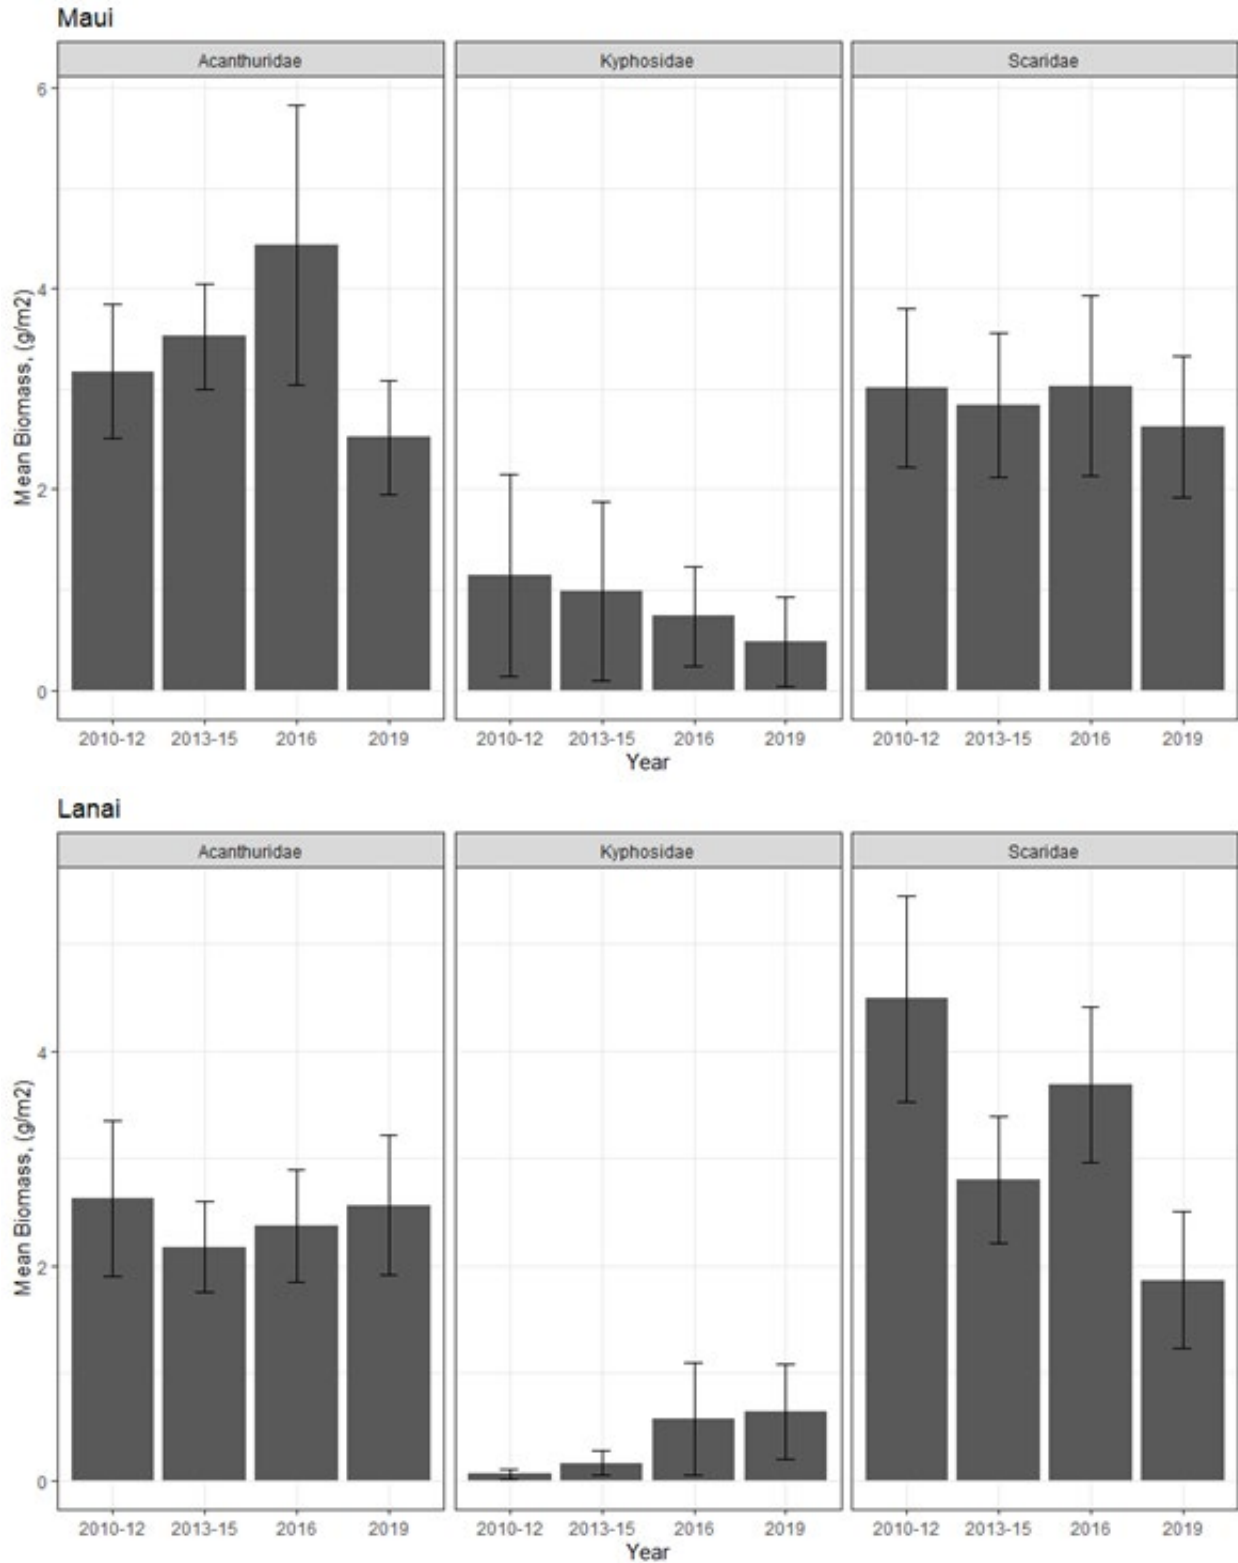 Maui
Acanthuridae Kyphosidae Scaridae
6
4
2
0
Mean Biomass, (g/m2)
2010-12 2013-15 2016 2019 2010-12 2013-15 2016 2019 2010-12 2013-15 2016 2019
Year
Lanai
Acanthuridae Kyphosidae Scaridae
4
2
0
Mean Biomass, (g/m2)
2010-12 2013-15 2016 2019 2010-12 2013-15 2016 2019 2010-12 2013-15 2016 2019
Year